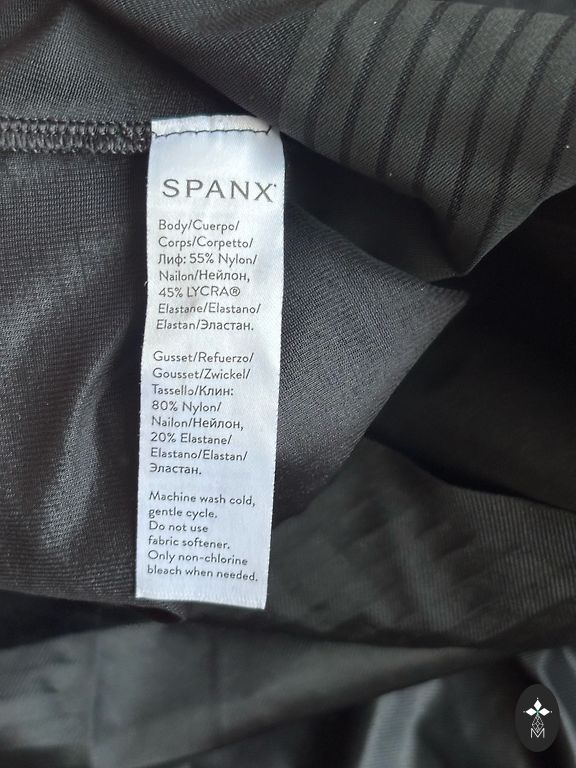 SPANX
Body/Cuerpo/
Corps/Corpetto/
Лиф: 55% Nylon/
Nailon/Нейлон,
45% LYCRA®
Elastane/Elastano/
Elastan/Эластан.
Gusset/Refuerzo/
Gousset/Zwickel/
Tassello/Клин:
80% Nylon/
Nailon/Нейлон,
20% Elastane/
Elastano/Elastan/
Эластан.
Machine wash cold,
gentle cycle.
Do not use
fabric softener.
Only non-chlorine
bleach when needed.